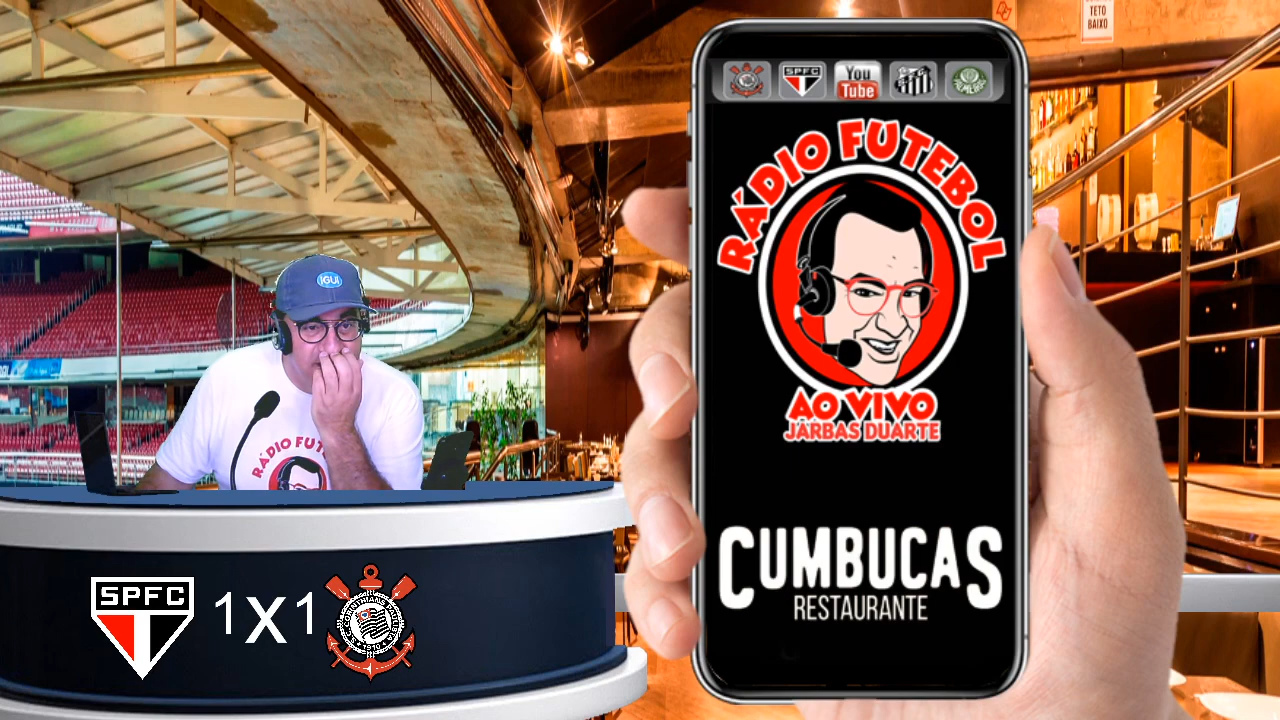 TETO
BAIXO
SPFC
You
Tube
RÁDIO FUTEBOL
AO VIVO
JARBAS DUARTE
IGUI
RÁDIO FUT
CUMBUCAS
RESTAURANTE
SPFC
1x1